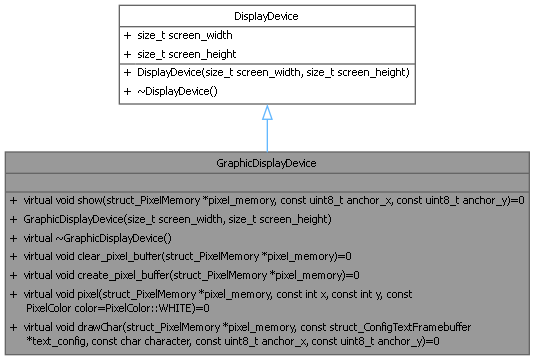 DisplayDevice
+ size_t screen_width
+ size_t screen_height
+ DisplayDevice(size_t screen_width, size_t screen_height)
+ ~DisplayDevice()
GraphicDisplayDevice
+ virtual void show(struct_PixelMemory *pixel_memory, const uint8_t anchor_x, const uint8_t anchor_y)=0
+ GraphicDisplayDevice(size_t screen_width, size_t screen_height)
+ virtual ~GraphicDisplayDevice()
+ virtual void clear_pixel_buffer(struct_PixelMemory *pixel_memory)=0
+ virtual void create_pixel_buffer(struct_PixelMemory *pixel_memory)=0
+ virtual void pixel(struct_PixelMemory *pixel_memory, const int x, const int y, const
PixelColor color=PixelColor::WHITE)=0
+ virtual void drawChar(struct_PixelMemory *pixel_memory, const struct_ConfigTextFramebuffer
*text_config, const char character, const uint8_t anchor_x, const uint8_t anchor_y)=0